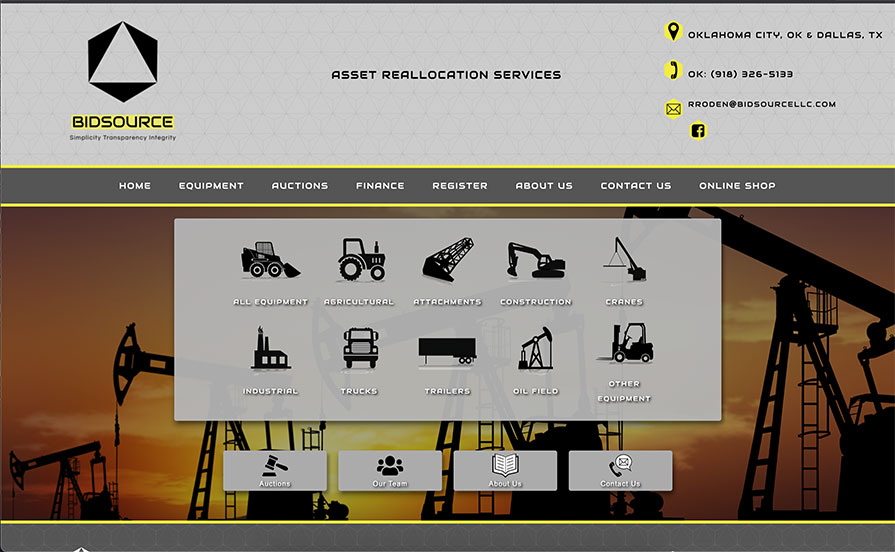 OKLAHOMA CITY, OK & DALLAS, TX
ASSET REALLOCATION SERVICES
OK: (918) 326-5133
RRODEN@BIDSOURCELLC.COM
BIDSOURCE
Simplicity Transparency Integrity
HOME EQUIPMENT AUCTIONS FINANCE REGISTER ABOUT US CONTACT US ONLINE SHOP
ALL EQUIPMENT AGRICULTURAL ATTACHMENTS CONSTRUCTION CRANES
INDUSTRIAL TRUCKS TRAILERS OIL FIELD OTHER
EQUIPMENT
Auctions Our Team About Us Contact Us